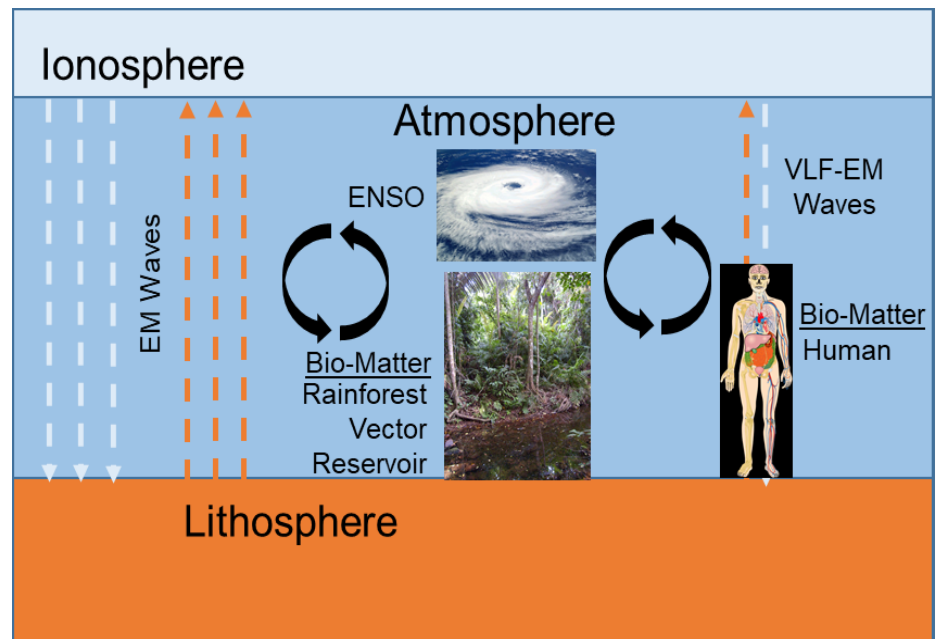 Ionosphere
Atmosphere
ENSO
VLF-EM
Waves
EM Waves
Bio-Matter
Rainforest
Vector
Reservoir
Bio-Matter
Human
Lithosphere